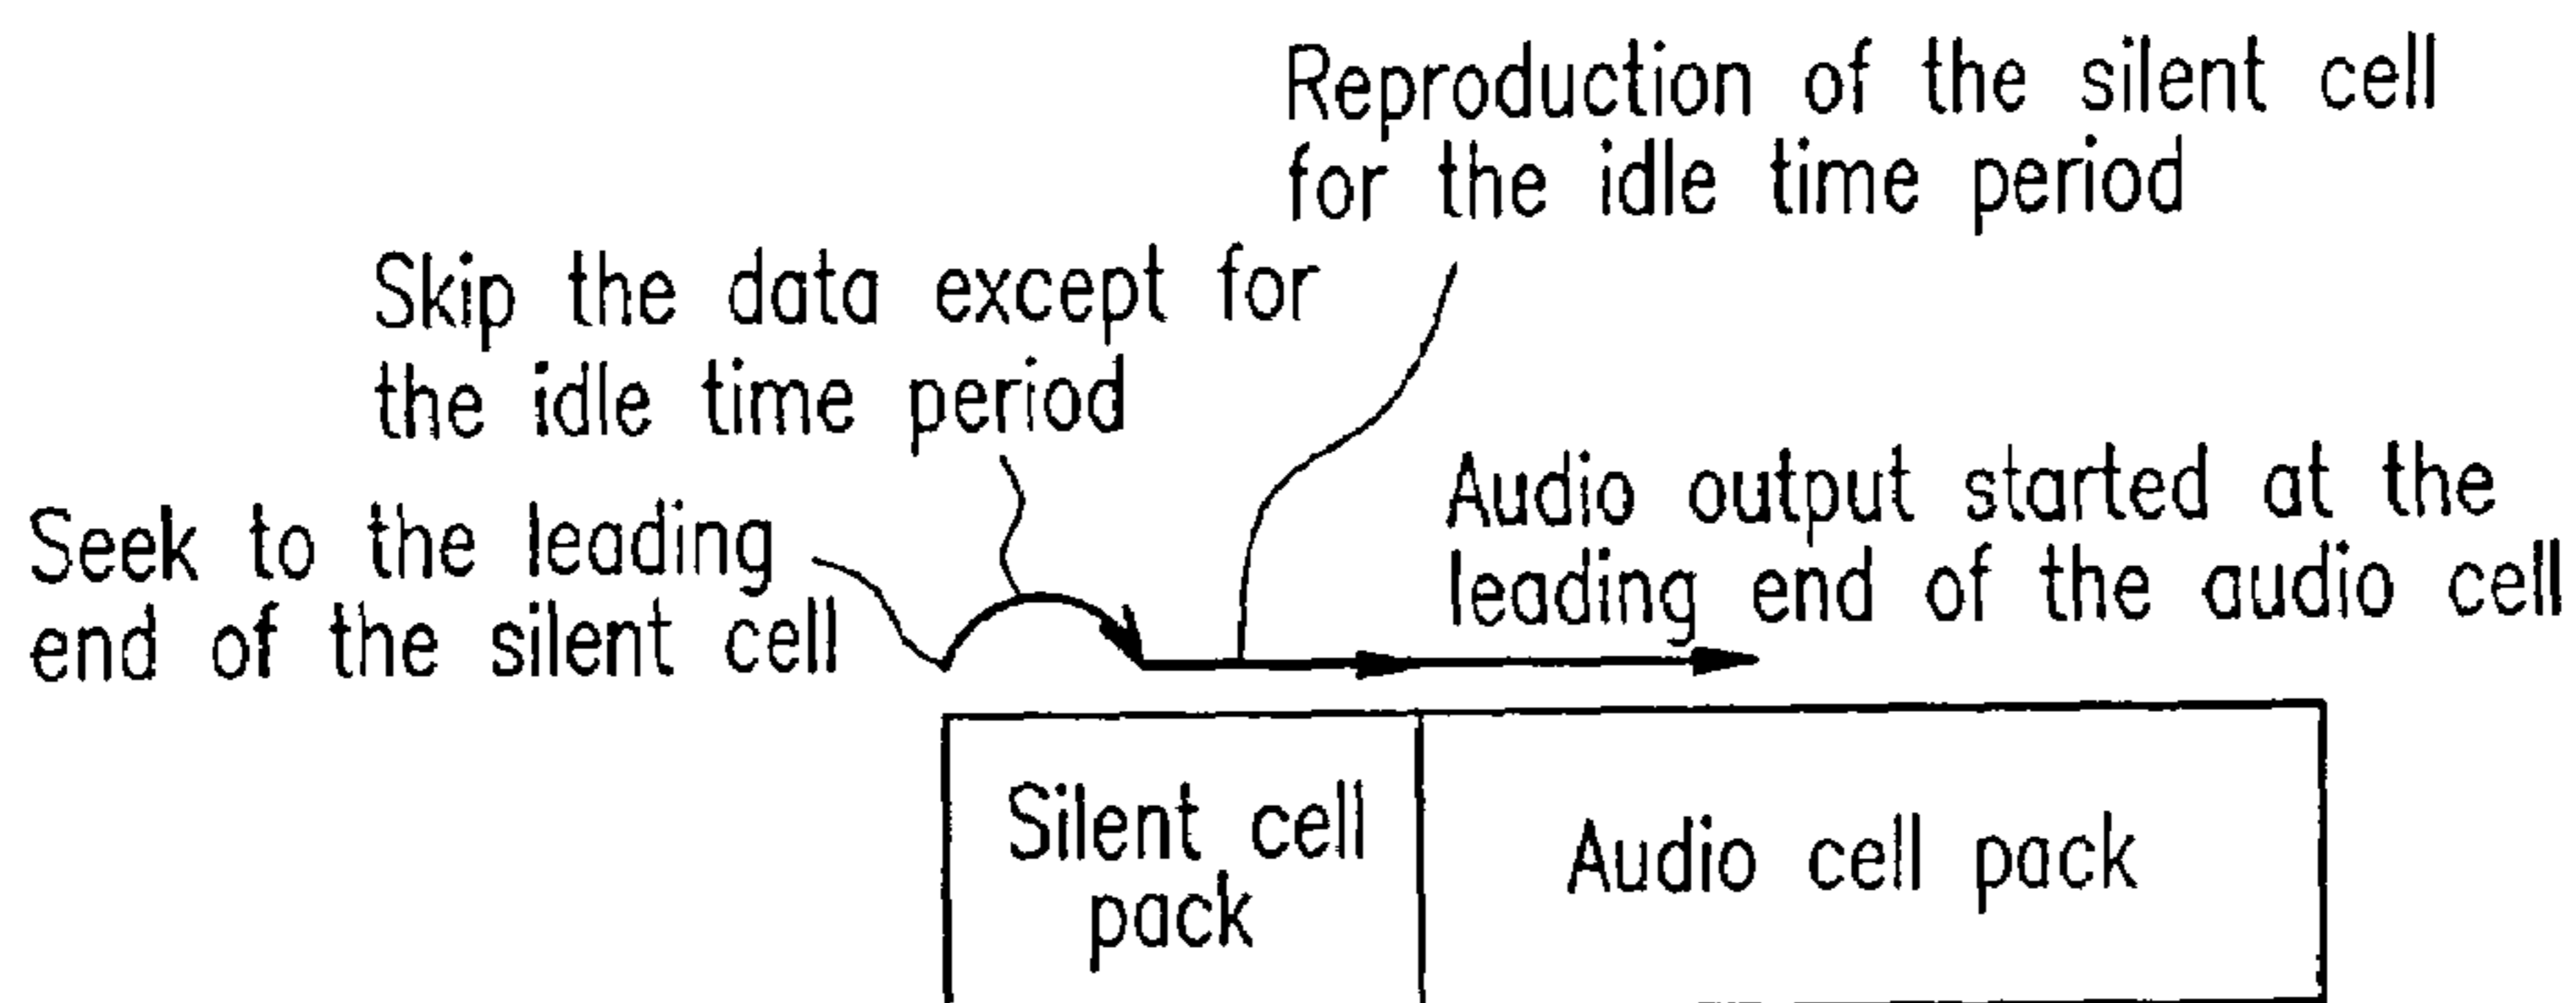 Reproduction of the silent cell
for the idle time period
Skip the data except for
the idle time period
Seek to the leading
end of the silent cell
Audio output started at the
leading end of the audio cell
Silent cell
pack
Audio cell pack